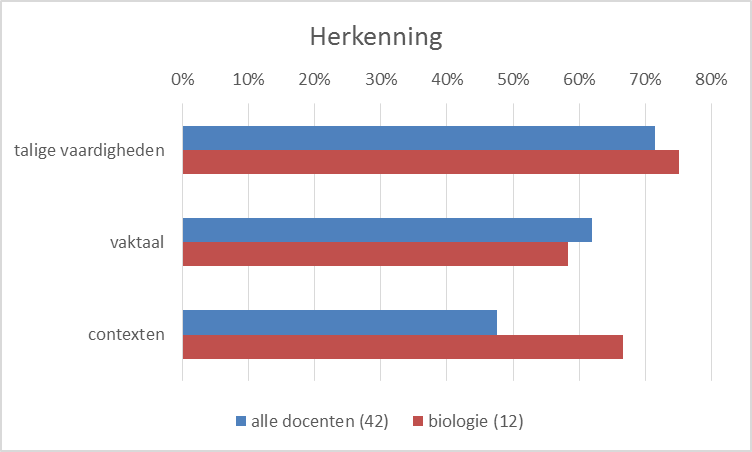 Herkenning
0% 10% 20% 30% 40% 50% 60% 70% 80%
talige vaardigheden
vaktaal
contexten
alle docenten (42) biologie (12)